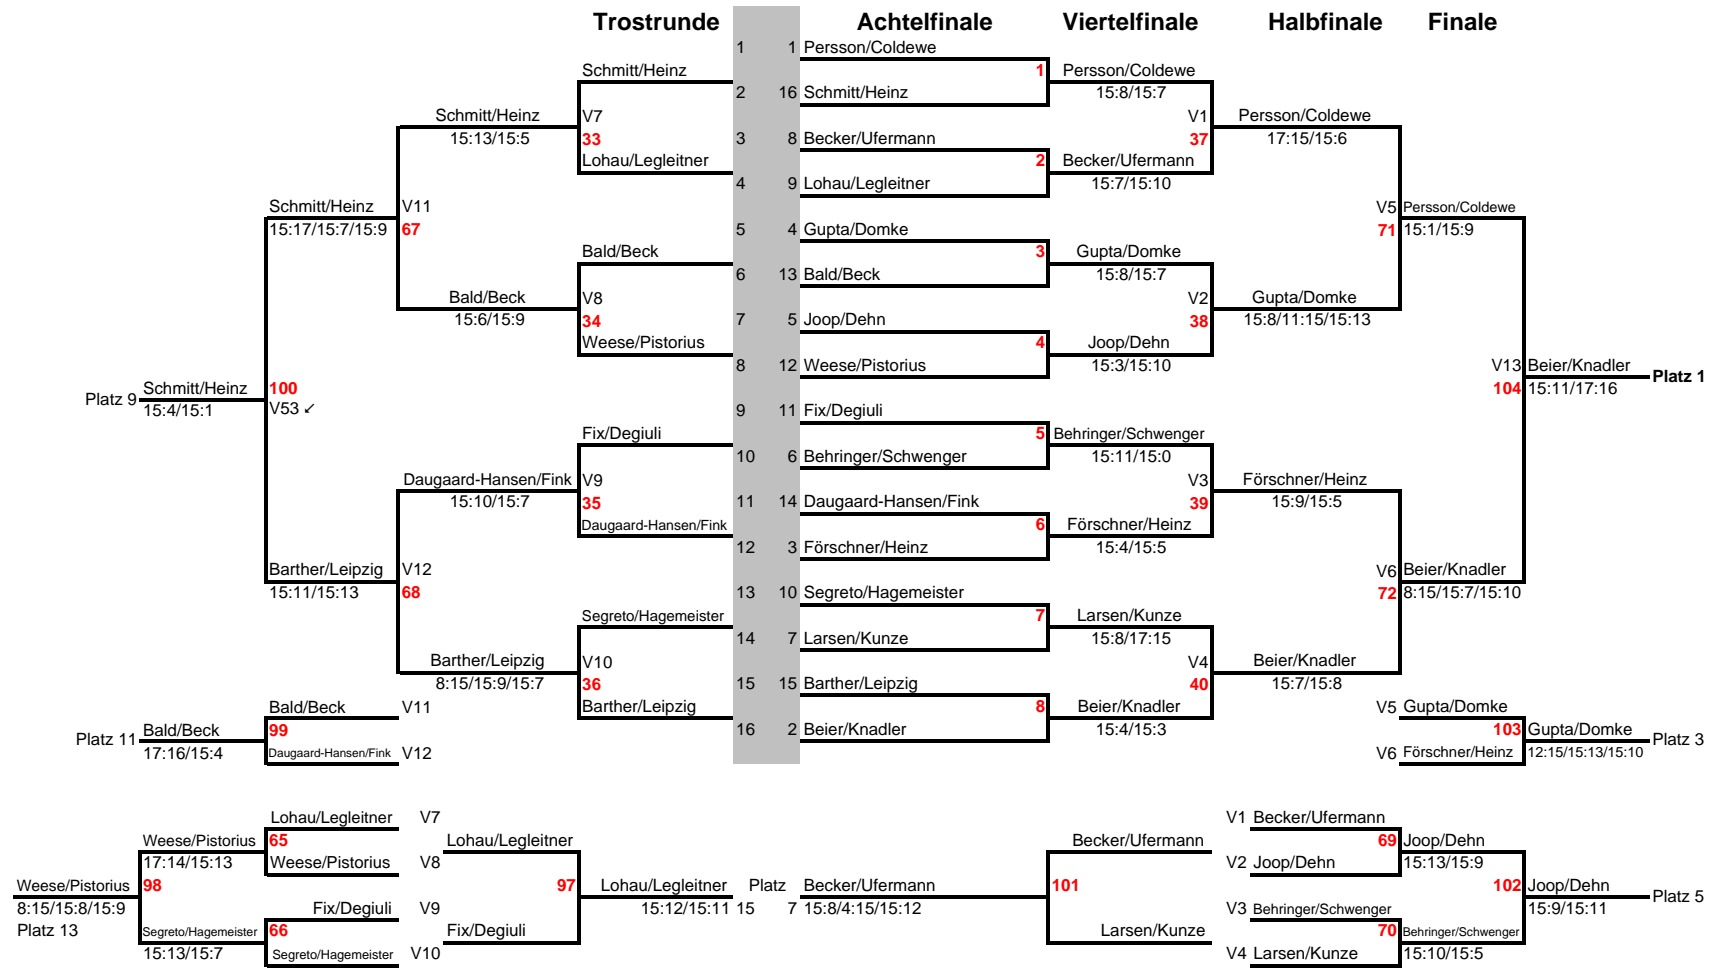 Trostrunde Achtelfinale Viertelfinale Halbfinale Finale
1 1 Persson/Coldewe
Schmitt/Heinz 1 Persson/Coldewe
2 16 Schmitt/Heinz 15:8/15:7
Schmitt/Heinz V7 V1 Persson/Coldewe
15:13/15:5 33 3 8 Becker/Ufermann 37 17:15/15:6
Lohau/Legleitner 2 Becker/Ufermann
4 9 Lohau/Legleitner 15:7/15:10
Schmitt/Heinz V11 V5 Persson/Coldewe
15:17/15:7/15:9 67 5 4 Gupta/Domke 71 15:1/15:9
Bald/Beck 3 Gupta/Domke
6 13 Bald/Beck 15:8/15:7
Bald/Beck V8 V2 Gupta/Domke
15:6/15:9 34 7 5 Joop/Dehn 38 15:8/11:15/15:13
Weese/Pistorius 4 Joop/Dehn
8 12 Weese/Pistorius 15:3/15:10
V13 Beier/Knadler Platz 1
Platz 9 Schmitt/Heinz 100 104 15:11/17:16
15:4/15:1 V53 ↙ 9 11 Fix/Degiuli
Fix/Degiuli 5 Behringer/Schwenger
10 6 Behringer/Schwenger 15:11/15:0
Daugaard-Hansen/Fink V9 V3 Förschner/Heinz
15:10/15:7 35 11 14 Daugaard-Hansen/Fink 39 15:9/15:5
Daugaard-Hansen/Fink 6 Förschner/Heinz
12 3 Förschner/Heinz 15:4/15:5
Barther/Leipzig V12 V6 Beier/Knadler
15:11/15:13 68 13 10 Segreto/Hagemeister 72 8:15/15:7/15:10
Segreto/Hagemeister 7 Larsen/Kunze
14 7 Larsen/Kunze 15:8/17:15
Barther/Leipzig V10 V4 Beier/Knadler
8:15/15:9/15:7 36 15 15 Barther/Leipzig 40 15:7/15:8
Bald/Beck V11 Barther/Leipzig 8 Beier/Knadler V5 Gupta/Domke
Platz 11 Bald/Beck 99 16 2 Beier/Knadler 15:4/15:3 103 Gupta/Domke Platz 3
17:16/15:4 Daugaard-Hansen/Fink V12 V6 Förschner/Heinz 12:15/15:13/15:10
Lohau/Legleitner V7 V1 Becker/Ufermann
Weese/Pistorius 65 Lohau/Legleitner Becker/Ufermann 69 Joop/Dehn
17:14/15:13 Weese/Pistorius V8 V2 Joop/Dehn 15:13/15:9
Weese/Pistorius 98 97 Lohau/Legleitner Platz Becker/Ufermann 101 102 Joop/Dehn Platz 5
8:15/15:8/15:9 Fix/Degiuli V9 15:12/15:11 15 7 15:8/4:15/15:12 V3 Behringer/Schwenger 15:9/15:11
Platz 13 Segreto/Hagemeister 66 Fix/Degiuli Larsen/Kunze 70 Behringer/Schwenger
15:13/15:7 Segreto/Hagemeister V10 V4 Larsen/Kunze 15:10/15:5